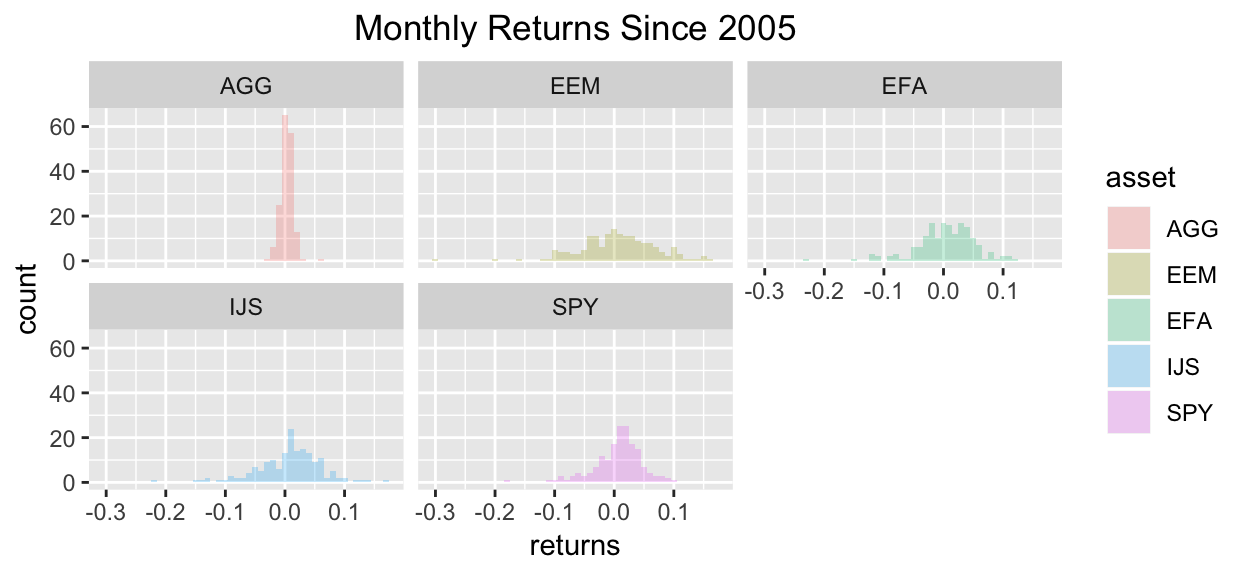 Monthly Returns Since 2005
AGG EEM EFA
60
40
20
0
-0.3 -0.2 -0.1 0.0 0.1
IJS SPY
60
40
20
0
-0.3 -0.2 -0.1 0.0 0.1 -0.3 -0.2 -0.1 0.0 0.1
count
returns
asset
AGG
EEM
EFA
IJS
SPY